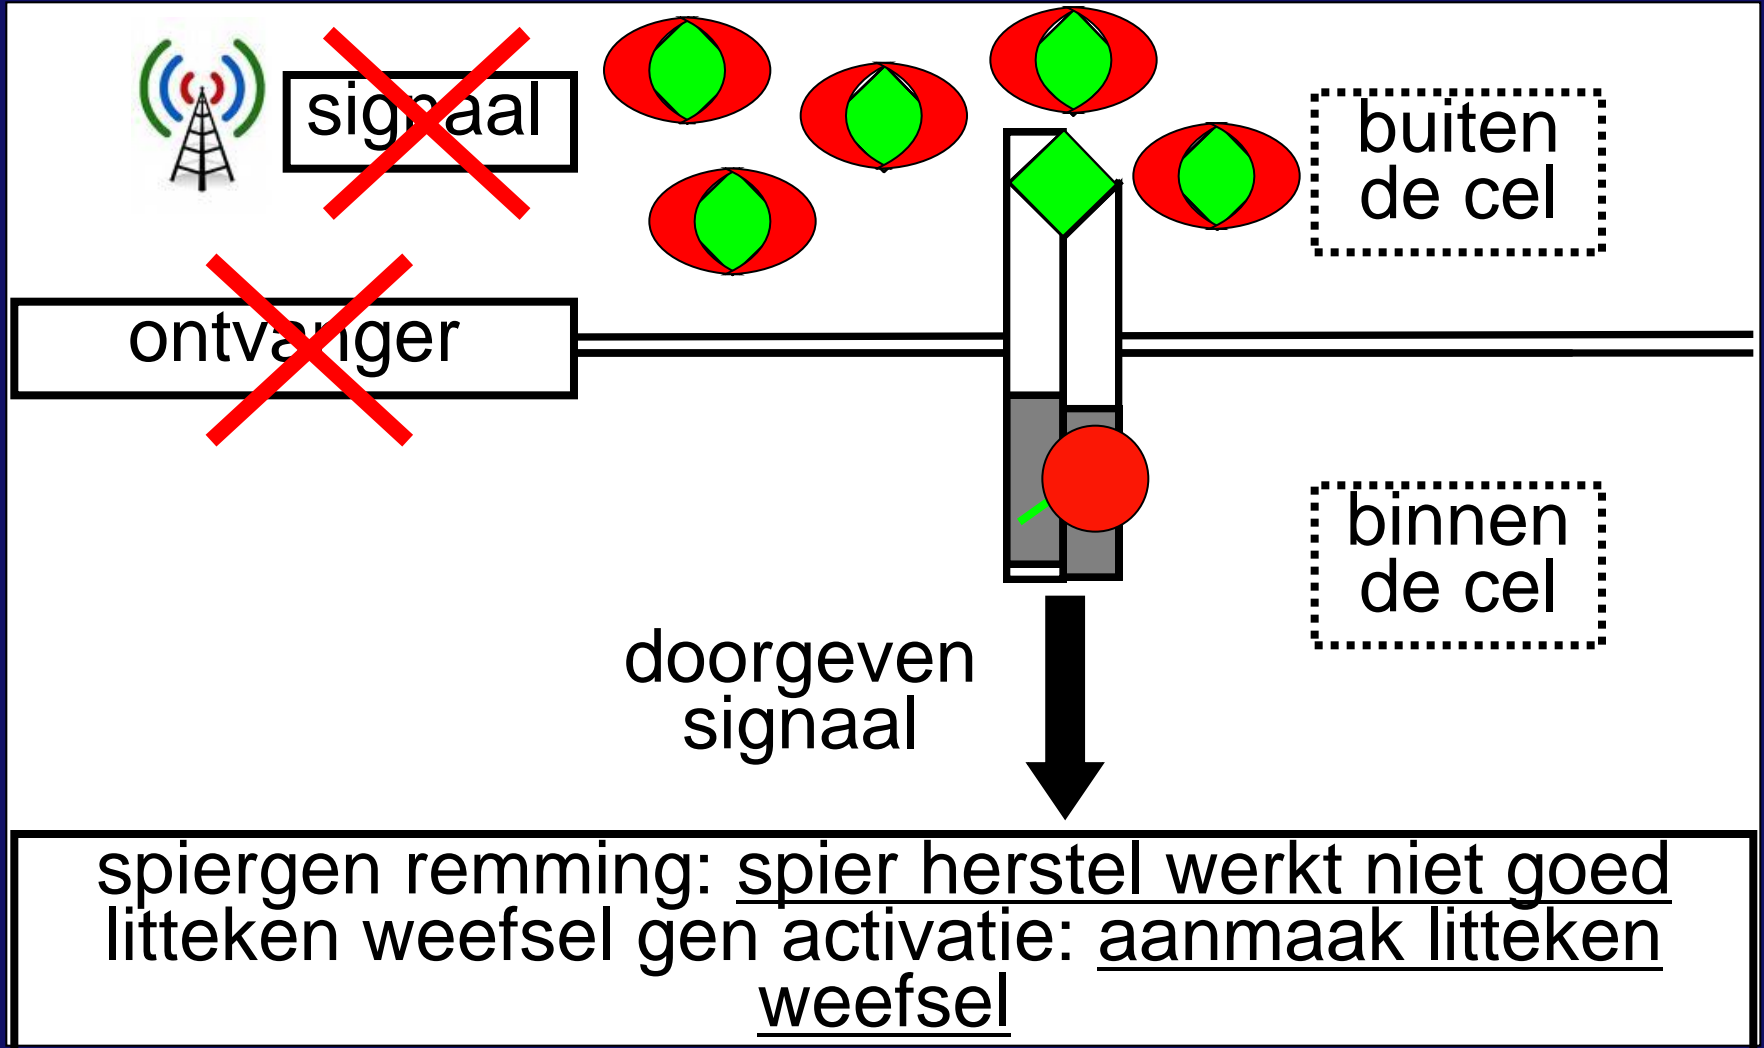 signaal
buiten
de cel
ontvanger
binnen
de cel
doorgeven
signaal
spiergen remming: spier herstel werkt niet goed
litteken weefsel gen activatie: aanmaak litteken
weefsel